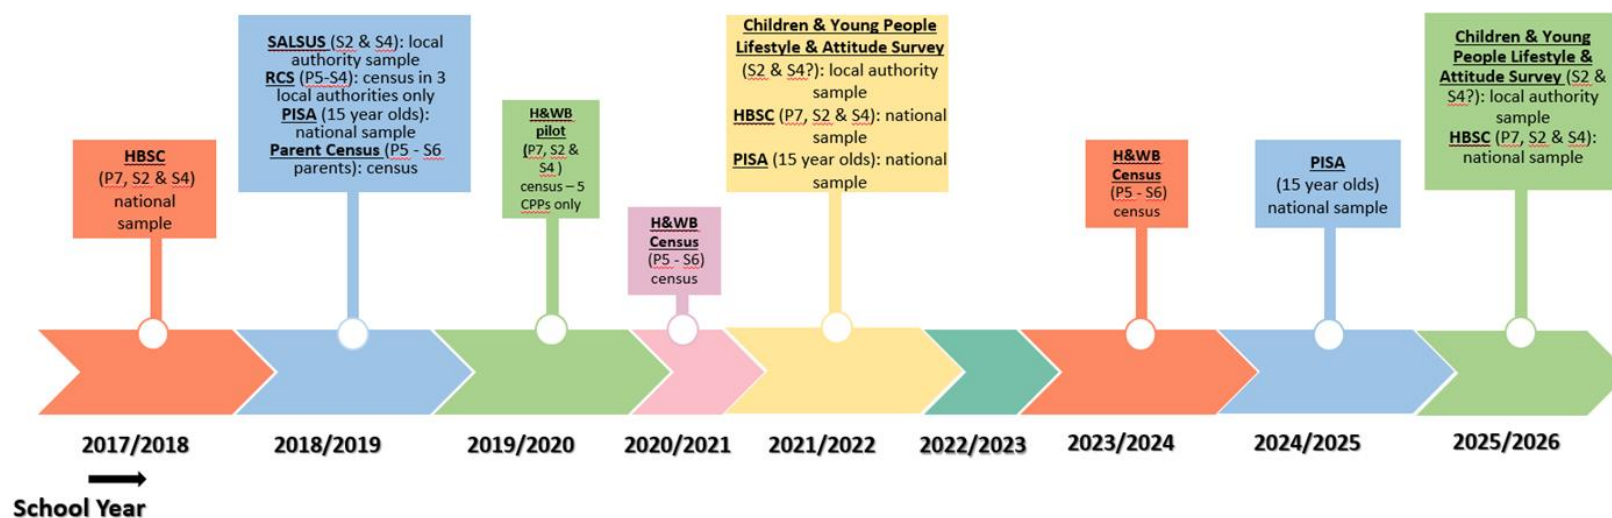 HBSC
(P7, S2 & S4)
national
sample
SALSUS (S2 & S4): local
authority sample
RCS (P5-S4): census in 3
local authorities only
PISA (15 year olds):
national sample
Parent Census (P5 - S6
parents): census
H&WB
pilot
(P7, S2 &
S4 )
census – 5
CPPs only
H&WB
Census
(P5 - S6)
census
Children & Young People
Lifestyle & Attitude Survey
(S2 & S4?): local authority
sample
HBSC (P7, S2 & S4): national
sample
PISA (15 year olds): national
sample
H&WB
Census
(P5 - S6)
census
PISA
(15 year olds)
national sample
Children & Young
People Lifestyle &
Attitude Survey (S2 &
S4?): local authority
sample
HBSC (P7, S2 & S4):
national sample
2017/2018
2018/2019
2019/2020
2020/2021
2021/2022
2022/2023
2023/2024
2024/2025
2025/2026
School Year